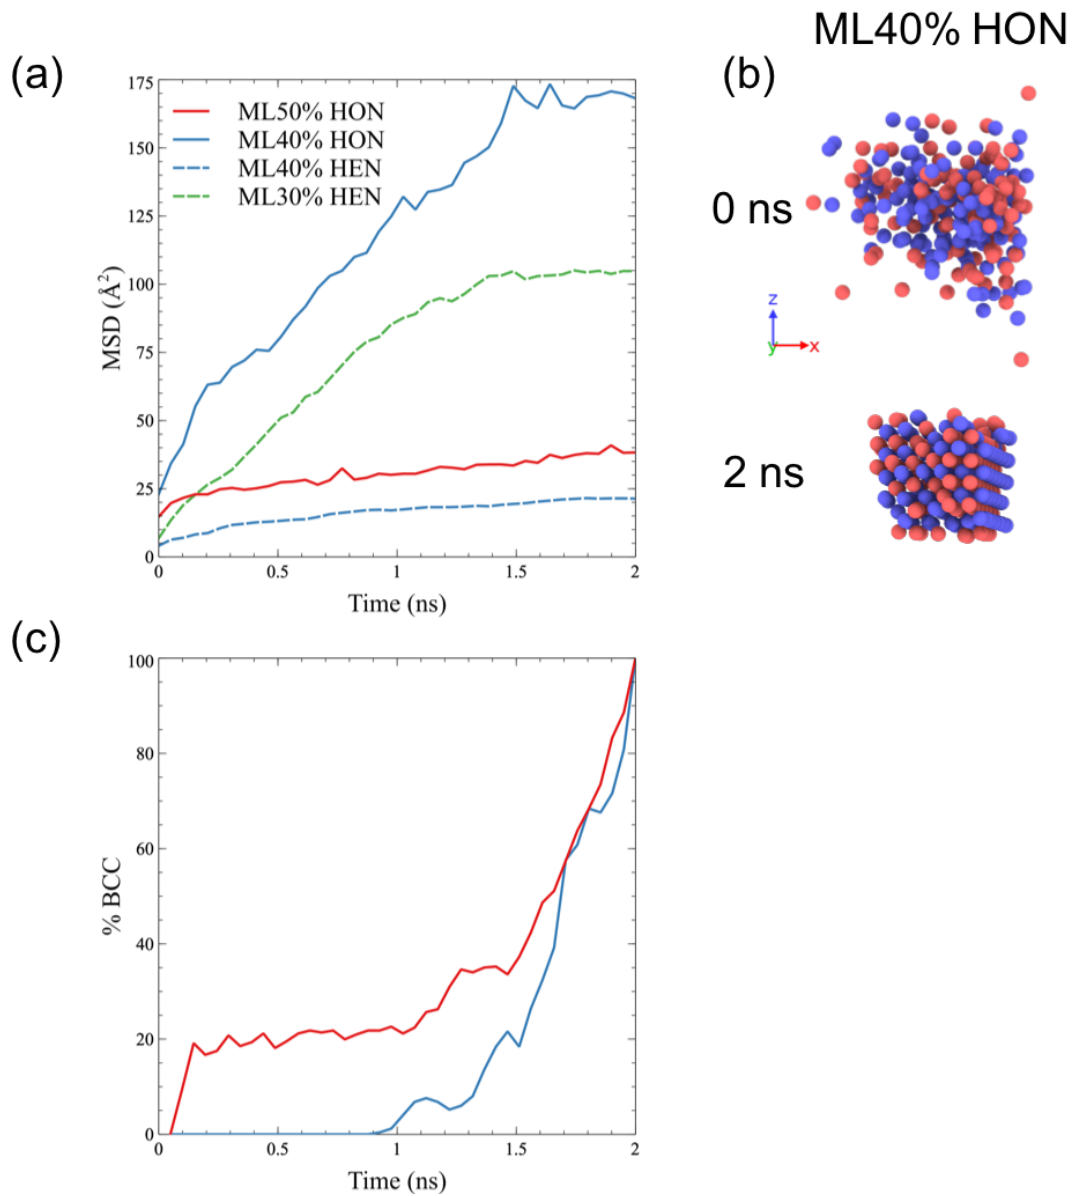 ML40% HON
(a)
(b)
175
150
125
100
75
50
25
0
MSD (Å²)
ML50% HON
ML40% HON
ML40% HEN
ML30% HEN
0
0.5
1
1.5
2
Time (ns)
0 ns
z
y
x
2 ns
(c)
100
80
60
40
20
0
% BCC
0
0.5
1
1.5
2
Time (ns)